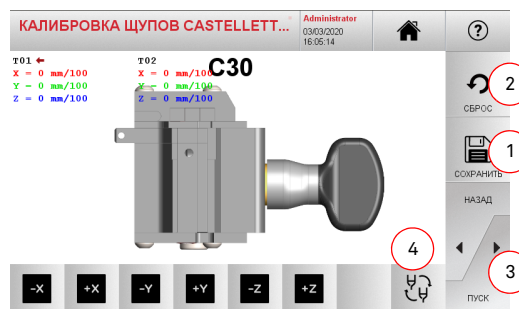 КАЛИБРОВКА ЩУПОВ CASTELLETT...
Administrator
03/03/2020
16:05:14
T01
X = 0 mm/100
Y = 0 mm/100
Z = 0 mm/100
T02
X = 0 mm/100
Y = 0 mm/100
Z = 0 mm/100
C30
?
2
СБРОС
1
СОХРАНИТЬ
НАЗАД
3
ПУСК
4
-X
+X
-Y
+Y
-Z
+Z